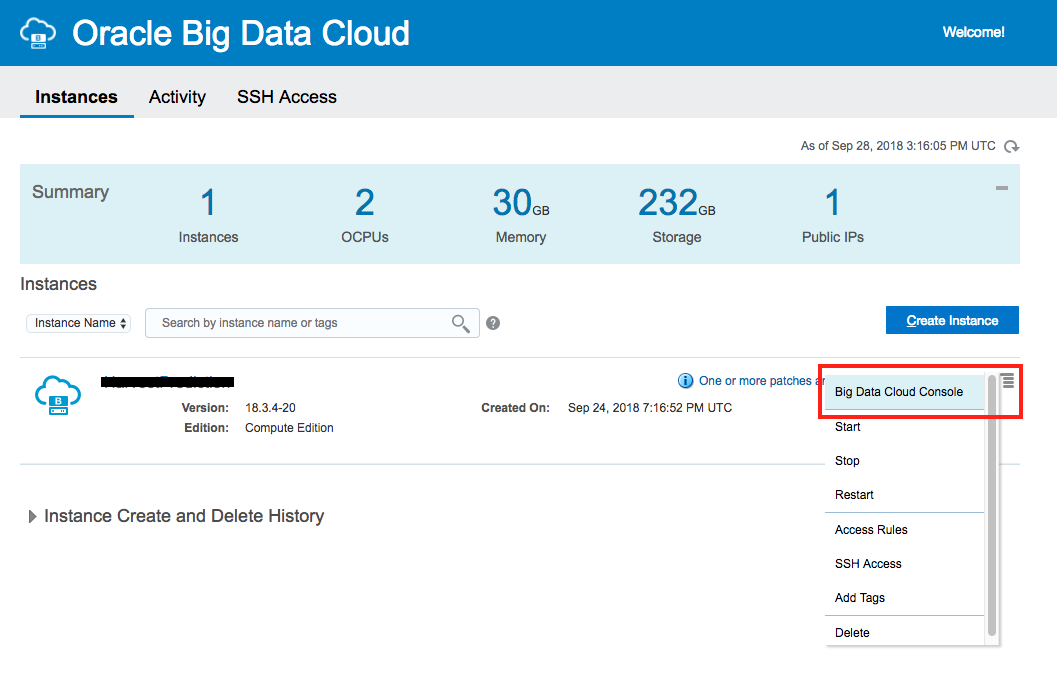 Oracle Big Data Cloud
Welcome!
Instances Activity SSH Access
As of Sep 28, 2018 3:16:05 PM UTC
Summary
1 2 30GB 232GB 1
Instances OCPUs Memory Storage Public IPs
Instances
Instance Name Search by instance name or tags ?
Create Instance
B
i One or more patches
Big Data Cloud Console
Version: 18.3.4-20 Created On: Sep 24, 2018 7:16:52 PM UTC
Edition: Compute Edition
Start
Stop
Restart
Instance Create and Delete History
Access Rules
SSH Access
Add Tags
Delete